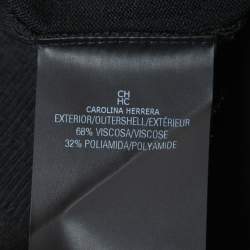 CH
HC
CAROLINA HERRERA
EXTERIOR/OUTERSHELL/EXTÉRIEUR
68% VISCOSA/VISCOSE
32% POLIAMIDA/POLYAMIDE